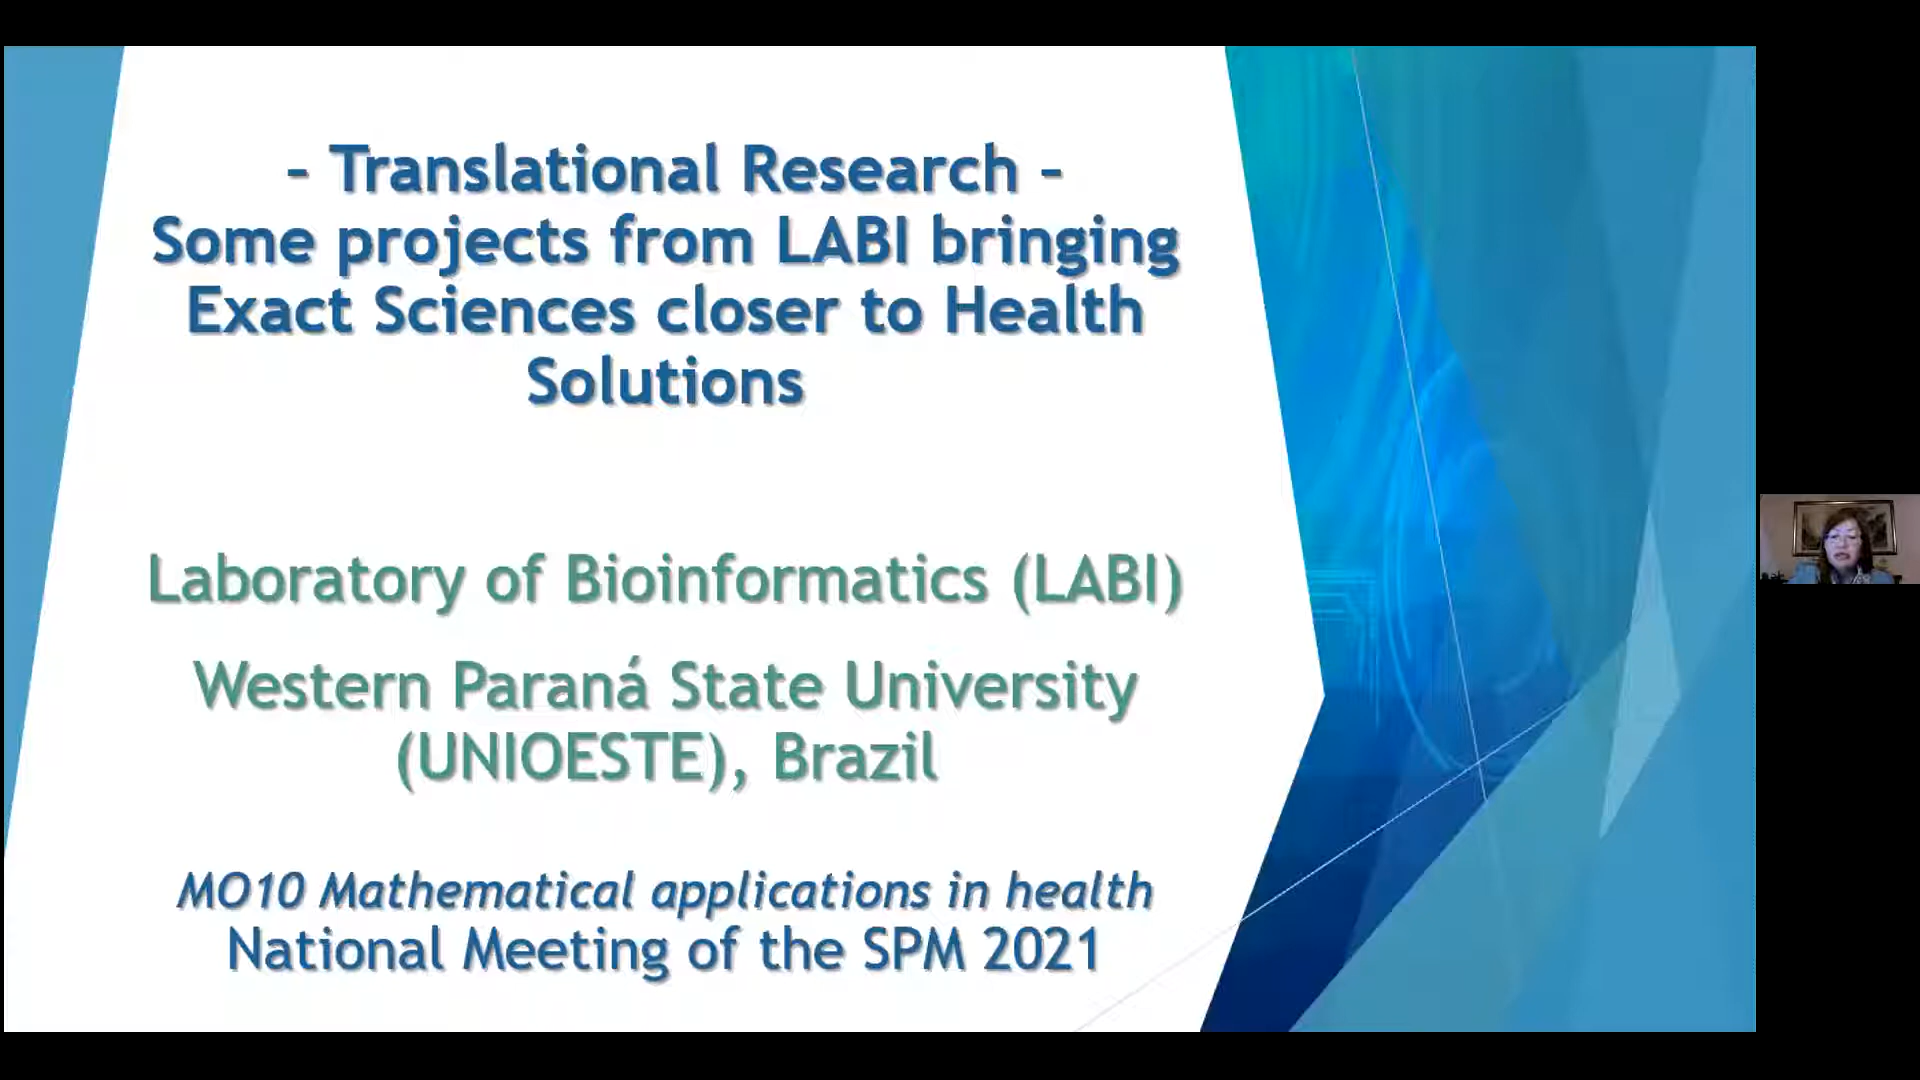 – Translational Research –
Some projects from LABI bringing
Exact Sciences closer to Health
Solutions
Laboratory of Bioinformatics (LABI)
Western Paraná State University
(UNIOESTE), Brazil
MO10 Mathematical applications in health
National Meeting of the SPM 2021